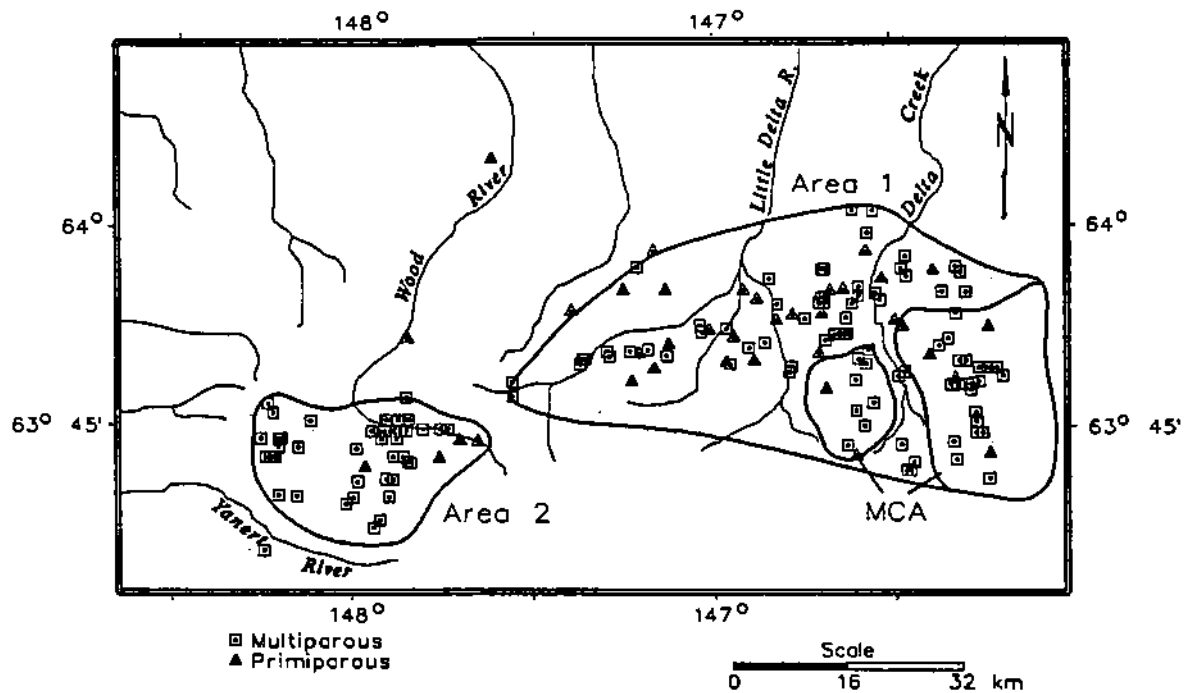 148° 147°
N
Little Delta R.
Creek
Delta
Area 1
River
Wood
64° 64°
63° 45' 63° 45'
MCA
Area 2
Yanert
River
148° 147°
Multiparous
Primiparous
Scale
0 16 32 km